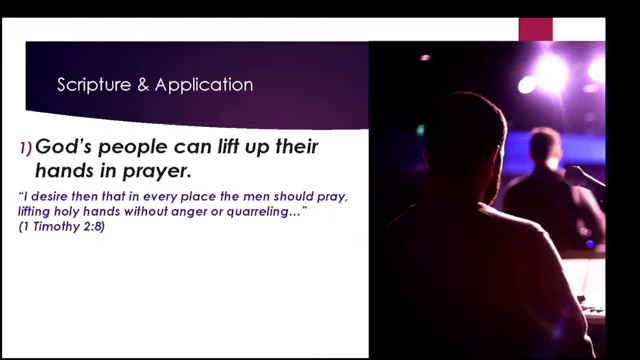 Scripture & Application
1) God's people can lift up their
hands in prayer.
“I desire then that in every place the men should pray,
lifting holy hands without anger or quarreling…”
(1 Timothy 2:8)